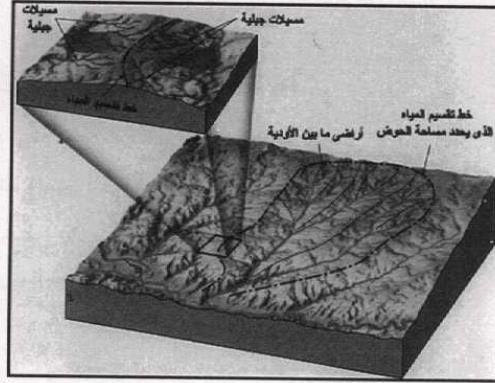 مسيلات
جبلية
مسيلات جبلية
خط تقسيم المياه
خط تقسيم المياه
الذى يحدد مساحة الحوض
أراضى ما بين الأودية